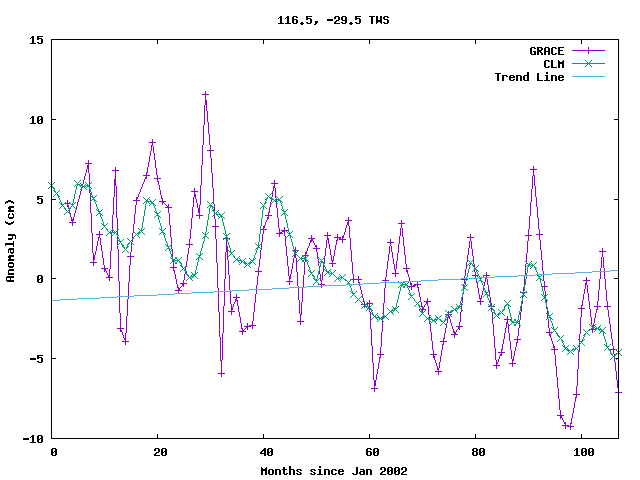 116.5, -29.5 TWS
GRACE
CLM
Trend Line
15
10
5
0
-5
-10
Anomaly (cm)
0 20 40 60 80 100
Months since Jan 2002